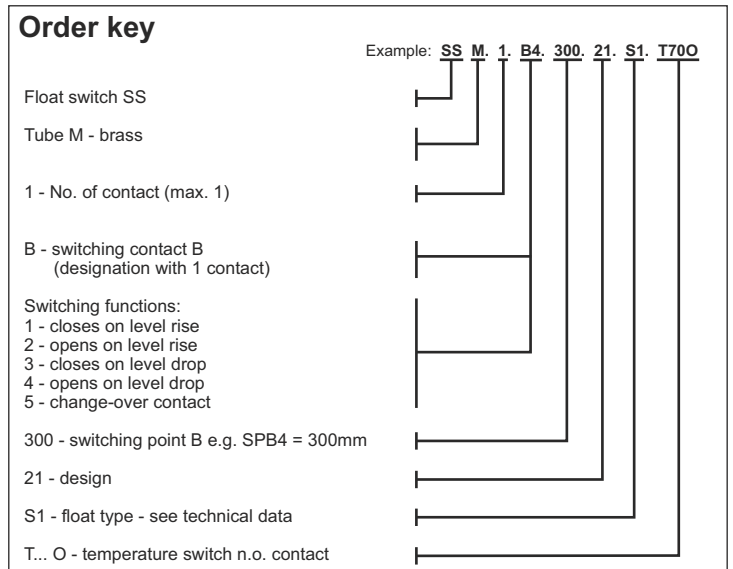 Order key
Example: SS M. 1. B4. 300. 21. S1. T70O
Float switch SS
Tube M - brass
1 - No. of contact (max. 1)
B - switching contact B
(designation with 1 contact)
Switching functions:
1 - closes on level rise
2 - opens on level rise
3 - closes on level drop
4 - opens on level drop
5 - change-over contact
300 - switching point B e.g. SPB4 = 300mm
21 - design
S1 - float type - see technical data
T... O - temperature switch n.o. contact